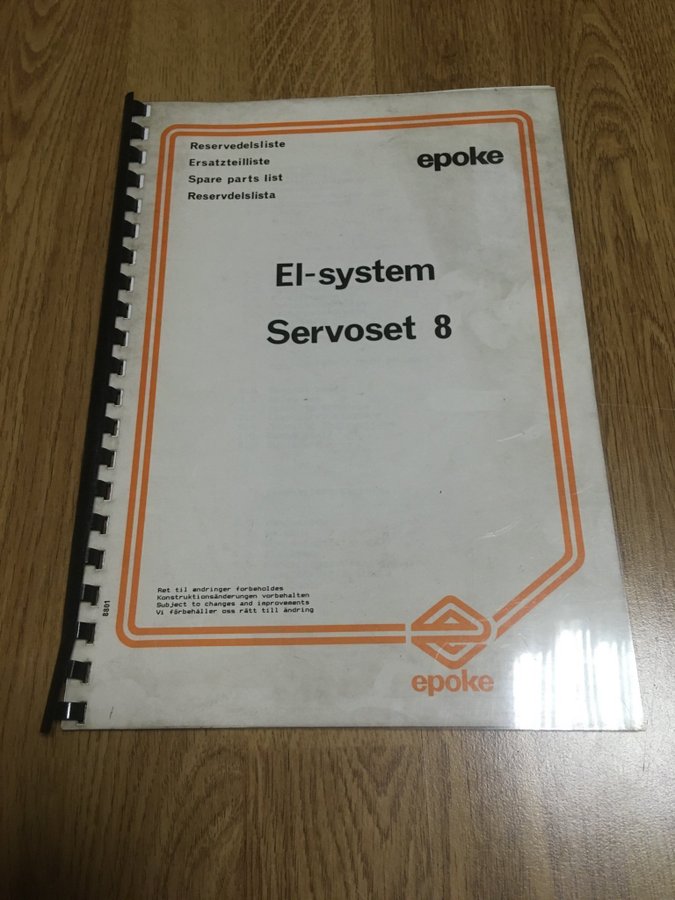 Reservedelsliste
Ersatzteilliste
Spare parts list
Reservdelslista
epoke
El-system
Servoset 8
Ret til ændringer forbeholdes
Konstruktionsänderungen vorbehalten
Subject to changes and improvements
Vi förbehåller oss rätt till ändring
8801
epoke